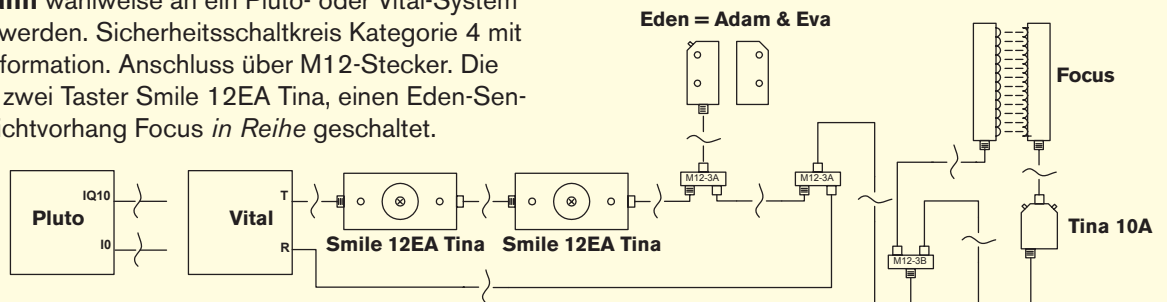 wahlweise an ein Pluto- oder Vital-System
werden. Sicherheitsschaltkreis Kategorie 4 mit
formation. Anschluss über M12-Stecker. Die
zwei Taster Smile 12EA Tina, einen Eden-Sen-
ichtvorhang Focus in Reihe geschaltet.
Eden = Adam & Eva
Focus
M12-3A
M12-3A
IQ10
Pluto
I0
T
Vital
R
Smile 12EA Tina
Smile 12EA Tina
Tina 10A
M12-3B